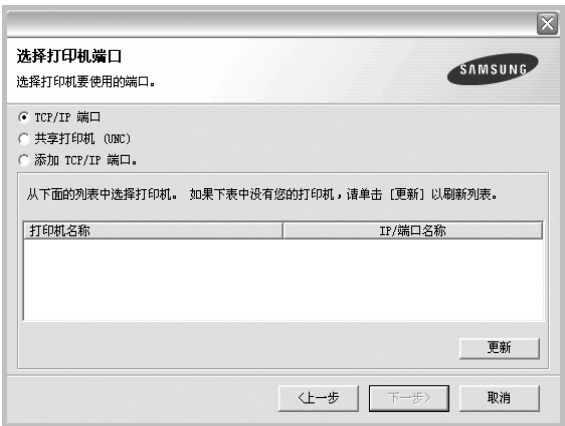 选择打印机端口
选择打印机要使用的端口。
SAMSUNG
TCP/IP 端口
共享打印机 (UNC)
添加 TCP/IP 端口。
从下面的列表中选择打印机。 如果下表中没有您的打印机，请单击 [更新] 以刷新列表。
打印机名称 IP/端口名称
更新
<上一步 下一步> 取消